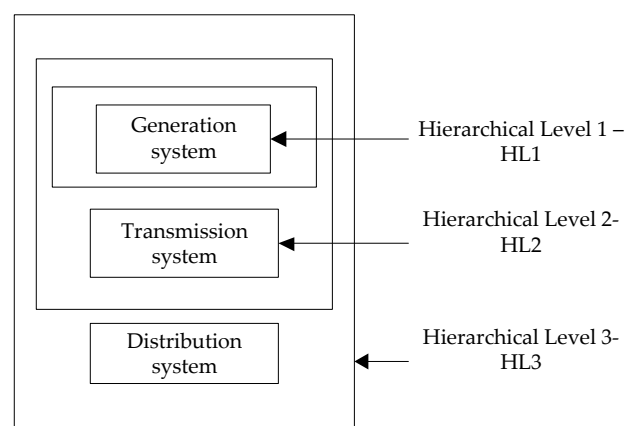 Generation
system
Hierarchical Level 1 –
HL1
Transmission
system
Hierarchical Level 2-
HL2
Distribution
system
Hierarchical Level 3-
HL3